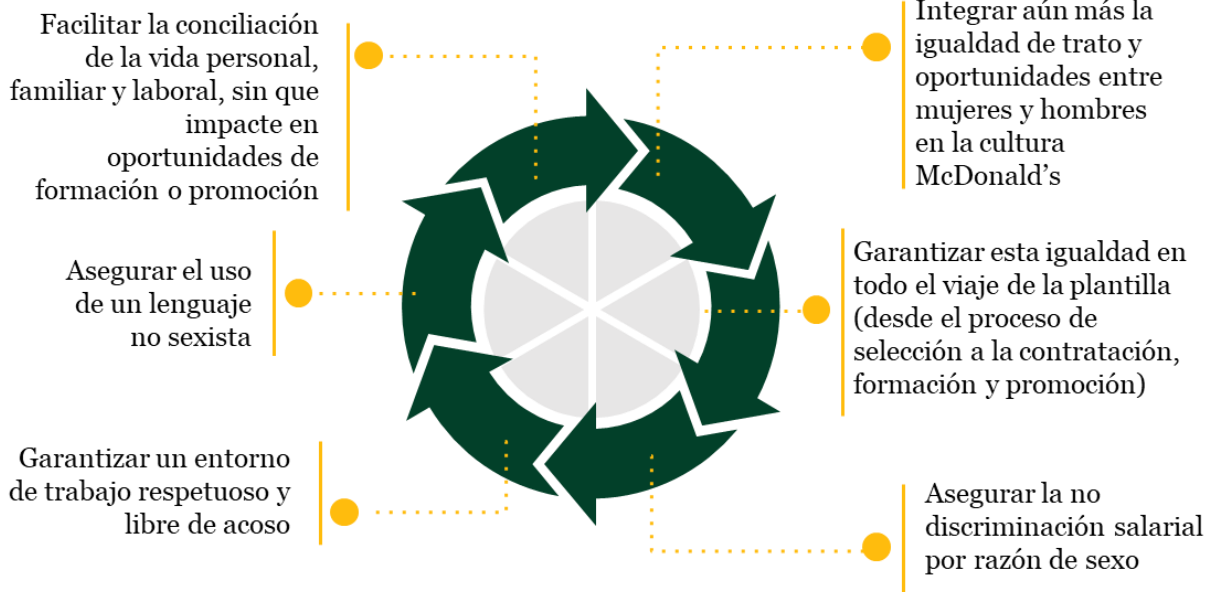 Facilitar la conciliación
de la vida personal,
familiar y laboral, sin que
impacte en
oportunidades de
formación o promoción
Integrar aún más la
igualdad de trato y
oportunidades entre
mujeres y hombres
en la cultura
McDonald’s
Asegurar el uso
de un lenguaje
no sexista
Garantizar esta igualdad en
todo el viaje de la plantilla
(desde el proceso de
selección a la contratación,
formación y promoción)
Garantizar un entorno
de trabajo respetuoso y
libre de acoso
Asegurar la no
discriminación salarial
por razón de sexo